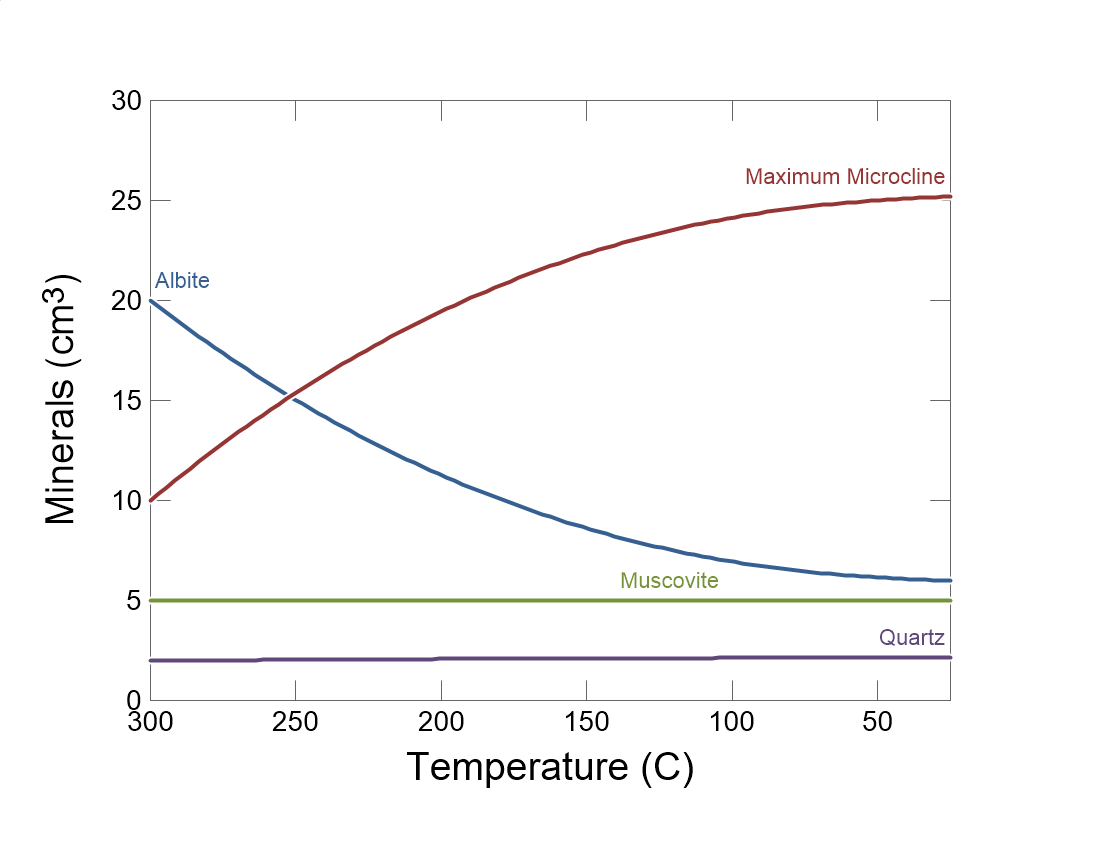 30
Maximum Microcline
25
Albite
20
Minerals (cm3)
15
10
Muscovite
5
Quartz
0
300 250 200 150 100 50
Temperature (C)